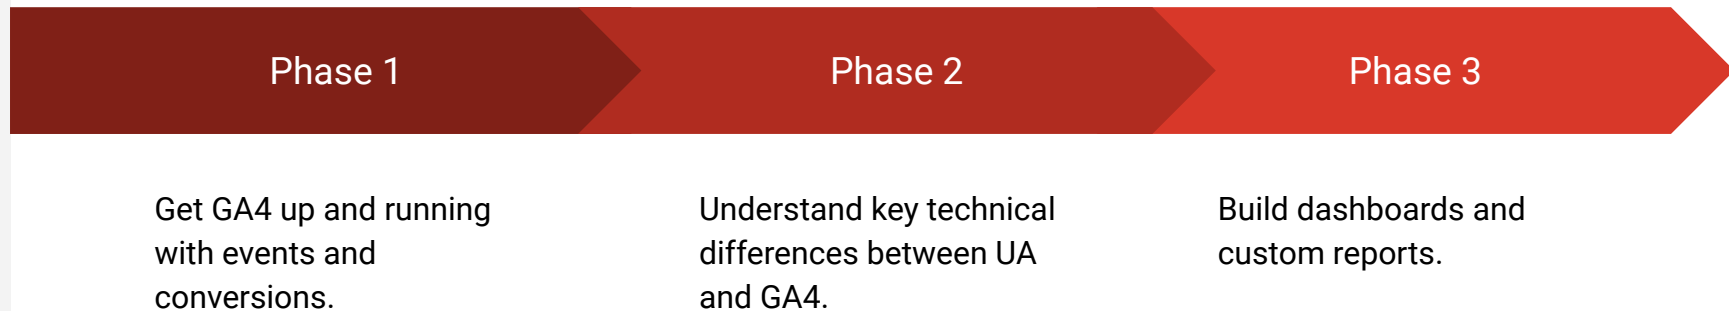 Phase 1
Phase 2
Phase 3
Get GA4 up and running
with events and
conversions.
Understand key technical
differences between UA
and GA4.
Build dashboards and
custom reports.